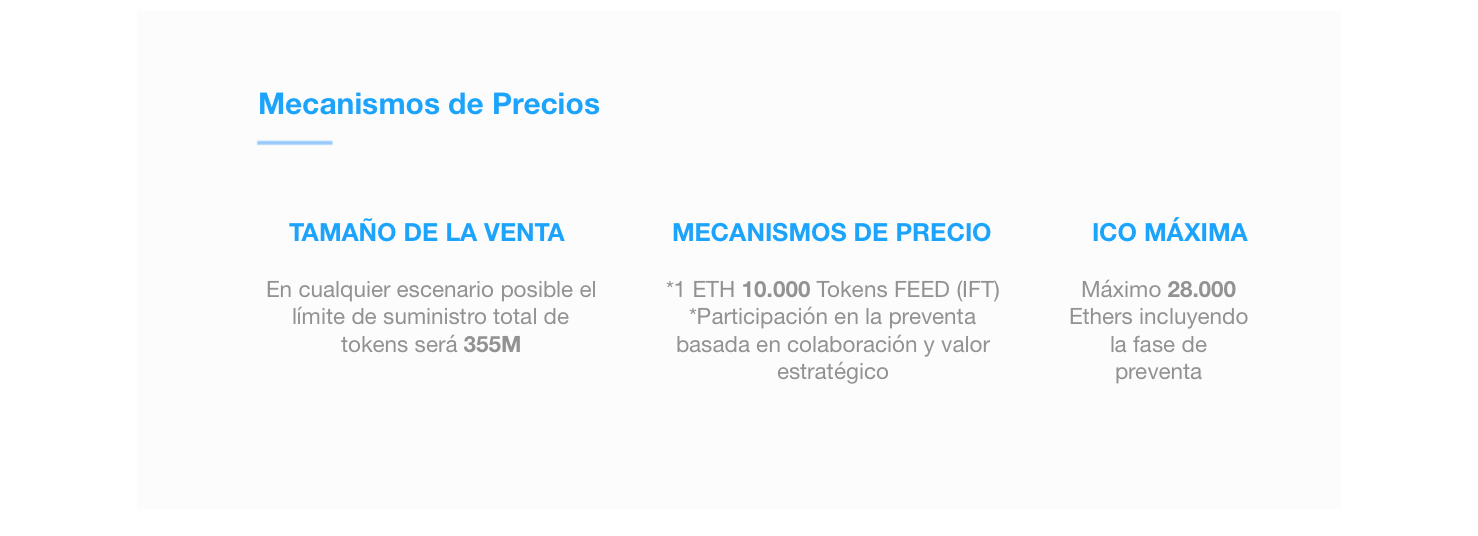 Mecanismos de Precios
TAMAÑO DE LA VENTA
En cualquier escenario posible el
límite de suministro total de
tokens será 355M
MECANISMOS DE PRECIO
*1 ETH 10.000 Tokens FEED (IFT)
*Participación en la preventa
basada en colaboración y valor
estratégico
ICO MÁXIMA
Máximo 28.000
Ethers incluyendo
la fase de
preventa